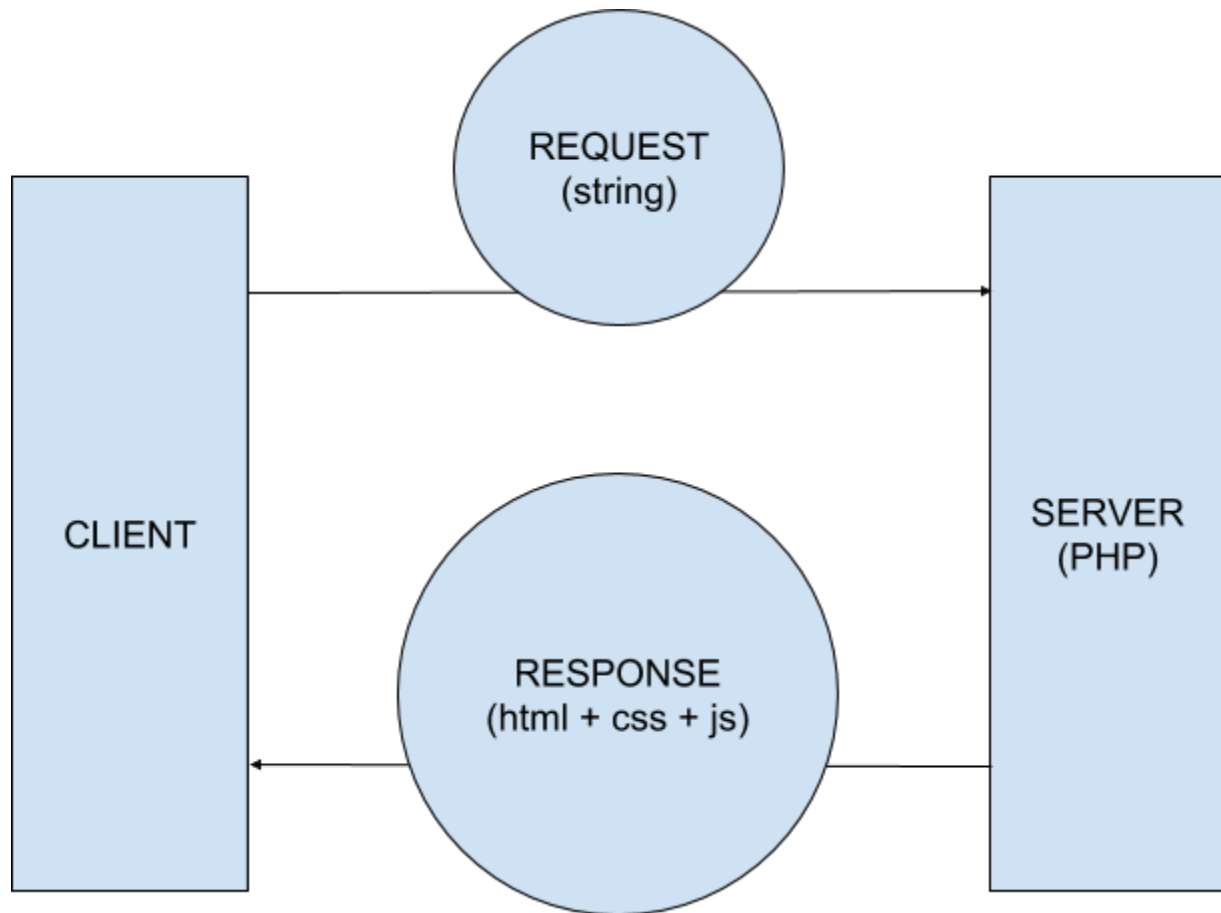 REQUEST
(string)
CLIENT
SERVER
(PHP)
RESPONSE
(html + css + js)